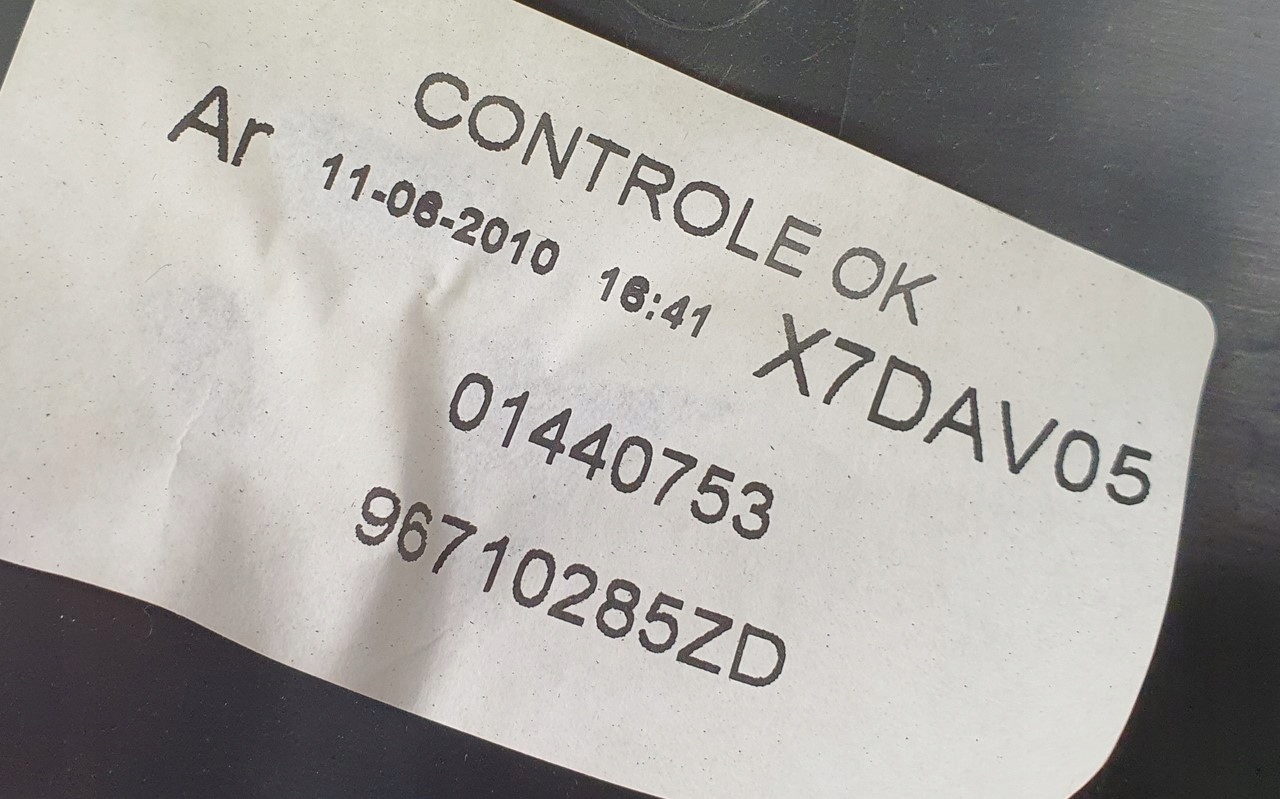 CONTROLE OK
Ar 11-06-2010 16:41 X7DAV05
01440753
96710285ZD